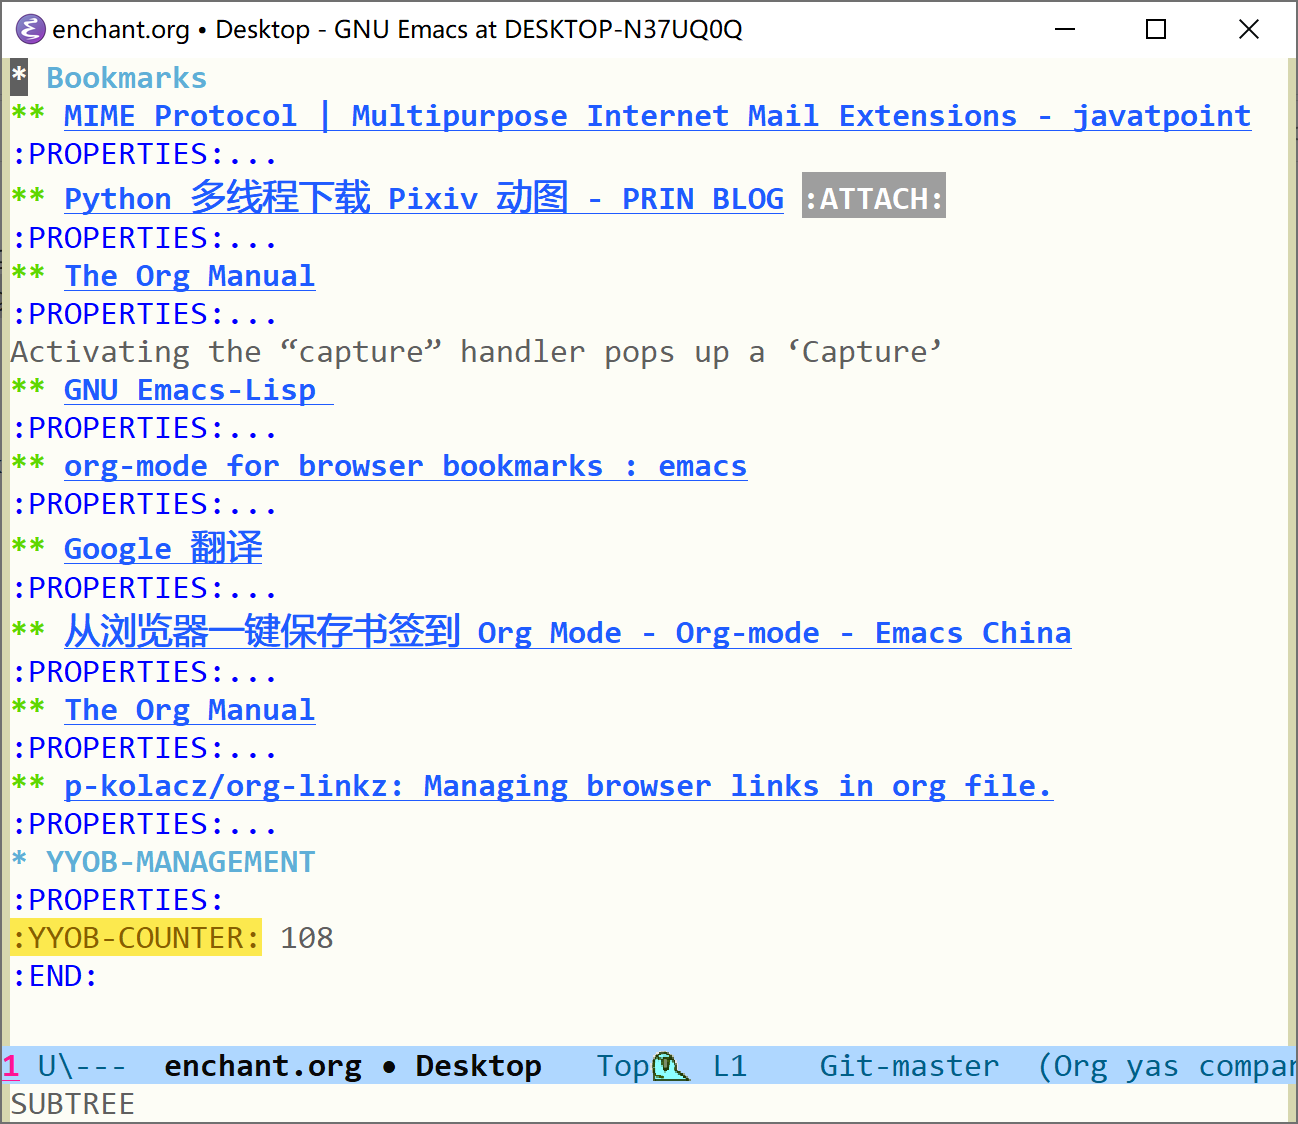 enchant.org • Desktop - GNU Emacs at DESKTOP-N37UQ0Q
* Bookmarks
** MIME Protocol | Multipurpose Internet Mail Extensions - javatpoint
:PROPERTIES:...
** Python 多线程下载 Pixiv 动图 - PRIN BLOG :ATTACH:
:PROPERTIES:...
** The Org Manual
:PROPERTIES:...
Activating the “capture” handler pops up a ‘Capture’
** GNU Emacs-Lisp
:PROPERTIES:...
** org-mode for browser bookmarks : emacs
:PROPERTIES:...
** Google 翻译
:PROPERTIES:...
** 从浏览器一键保存书签到 Org Mode - Org-mode - Emacs China
:PROPERTIES:...
** The Org Manual
:PROPERTIES:...
** p-kolacz/org-linkz: Managing browser links in org file.
:PROPERTIES:...
* YYOB-MANAGEMENT
:PROPERTIES:
:YYOB-COUNTER: 108
:END:
1 U\--- enchant.org • Desktop Top L1 Git-master (Org yas compan
SUBTREE